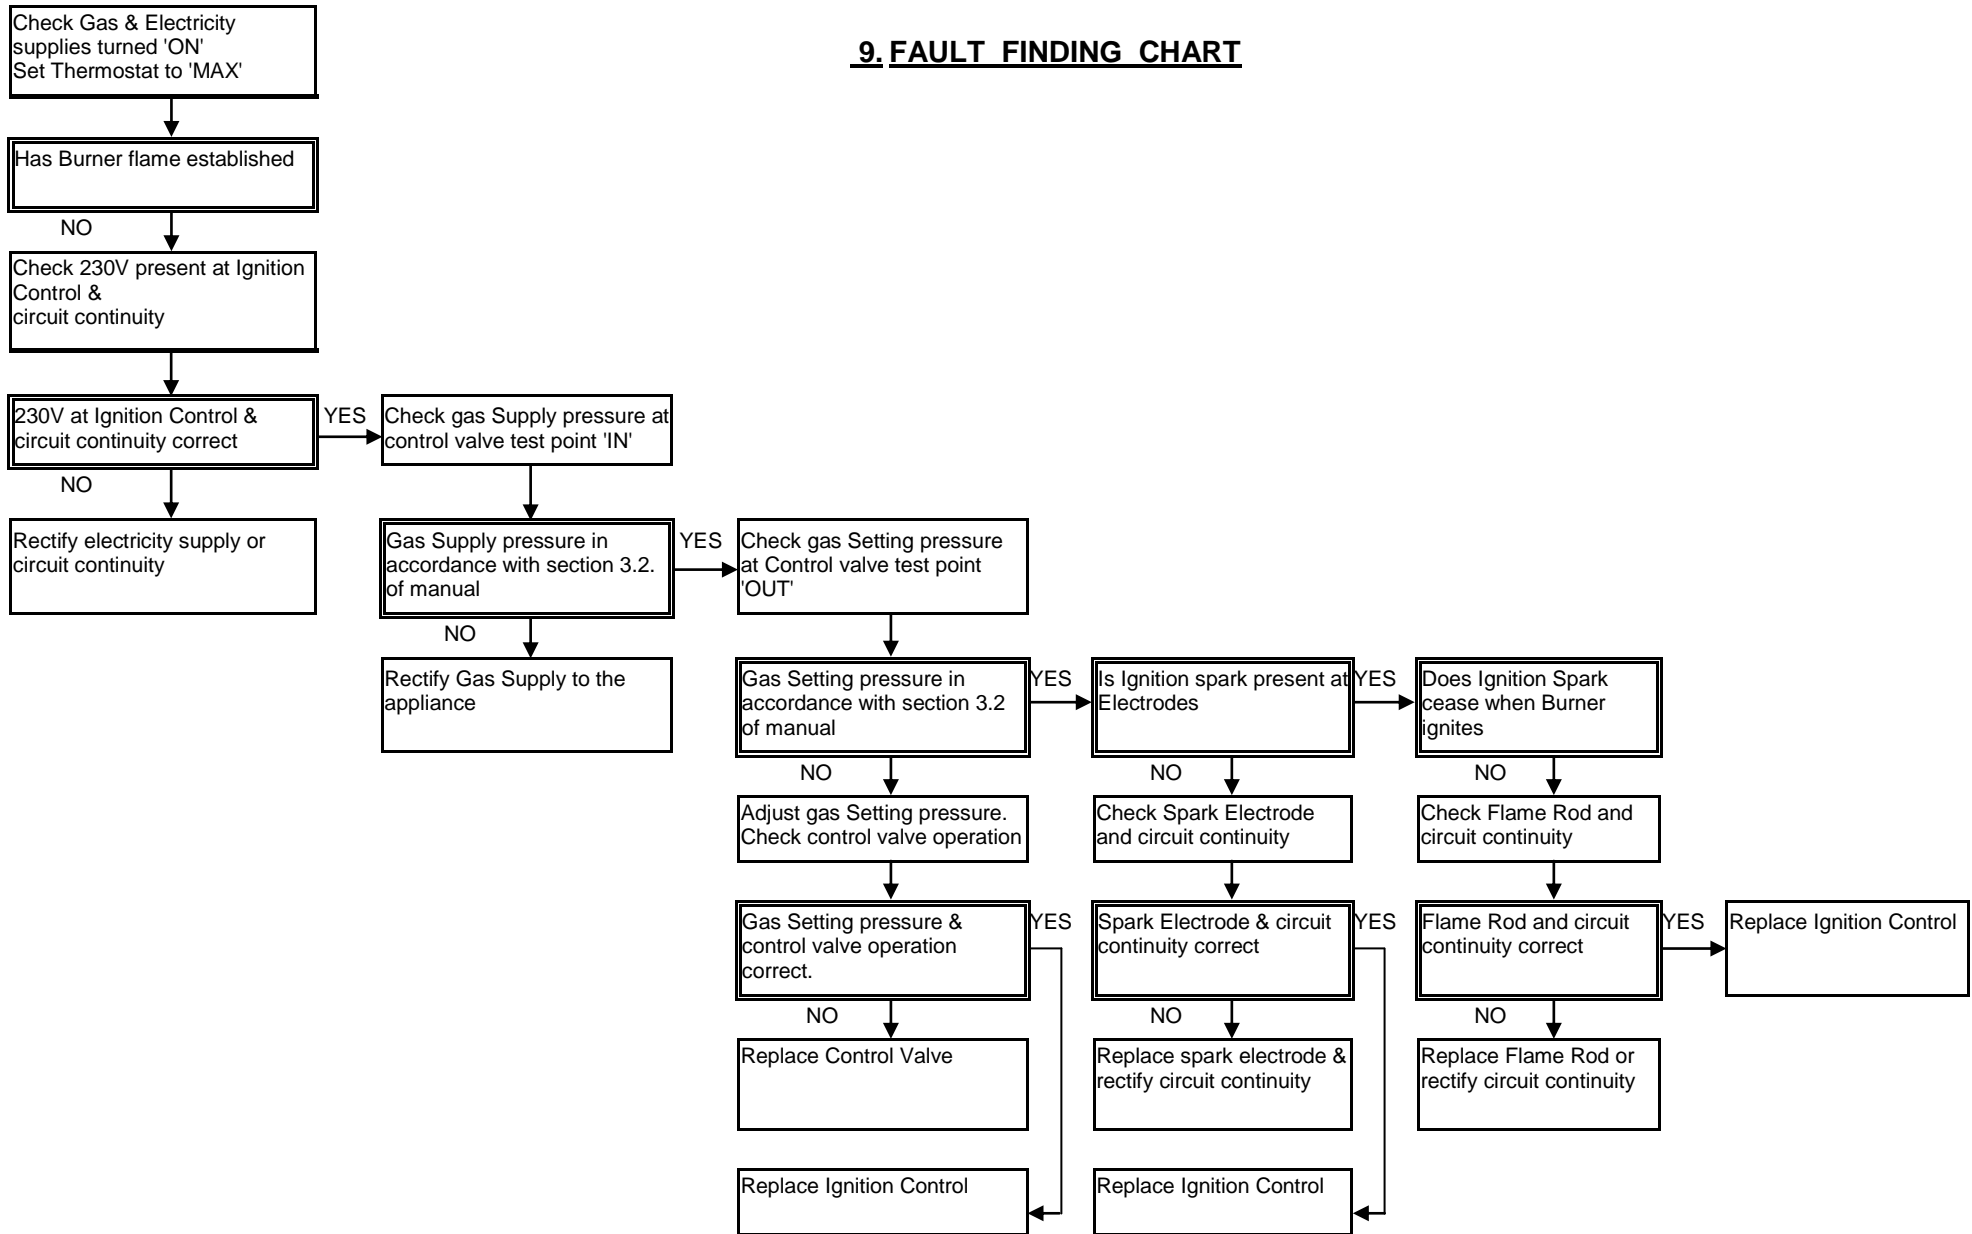 9. FAULT FINDING CHART
Check Gas & Electricity
supplies turned 'ON'
Set Thermostat to 'MAX'
Has Burner flame established
NO
Check 230V present at Ignition
Control &
circuit continuity
230V at Ignition Control &
circuit continuity correct
YES
NO
Rectify electricity supply or
circuit continuity
Check gas Supply pressure at
control valve test point 'IN'
Gas Supply pressure in
accordance with section 3.2.
of manual
YES
NO
Rectify Gas Supply to the
appliance
Check gas Setting pressure
at Control valve test point
'OUT'
Gas Setting pressure in
accordance with section 3.2
of manual
YES
NO
Adjust gas Setting pressure.
Check control valve operation
Gas Setting pressure &
control valve operation
correct.
YES
NO
Replace Control Valve
Replace Ignition Control
Is Ignition spark present at
Electrodes
YES
NO
Check Spark Electrode
and circuit continuity
Spark Electrode & circuit
continuity correct
YES
NO
Replace spark electrode &
rectify circuit continuity
Replace Ignition Control
Does Ignition Spark
cease when Burner
ignites
NO
Check Flame Rod and
circuit continuity
Flame Rod and circuit
continuity correct
YES
NO
Replace Flame Rod or
rectify circuit continuity
Replace Ignition Control